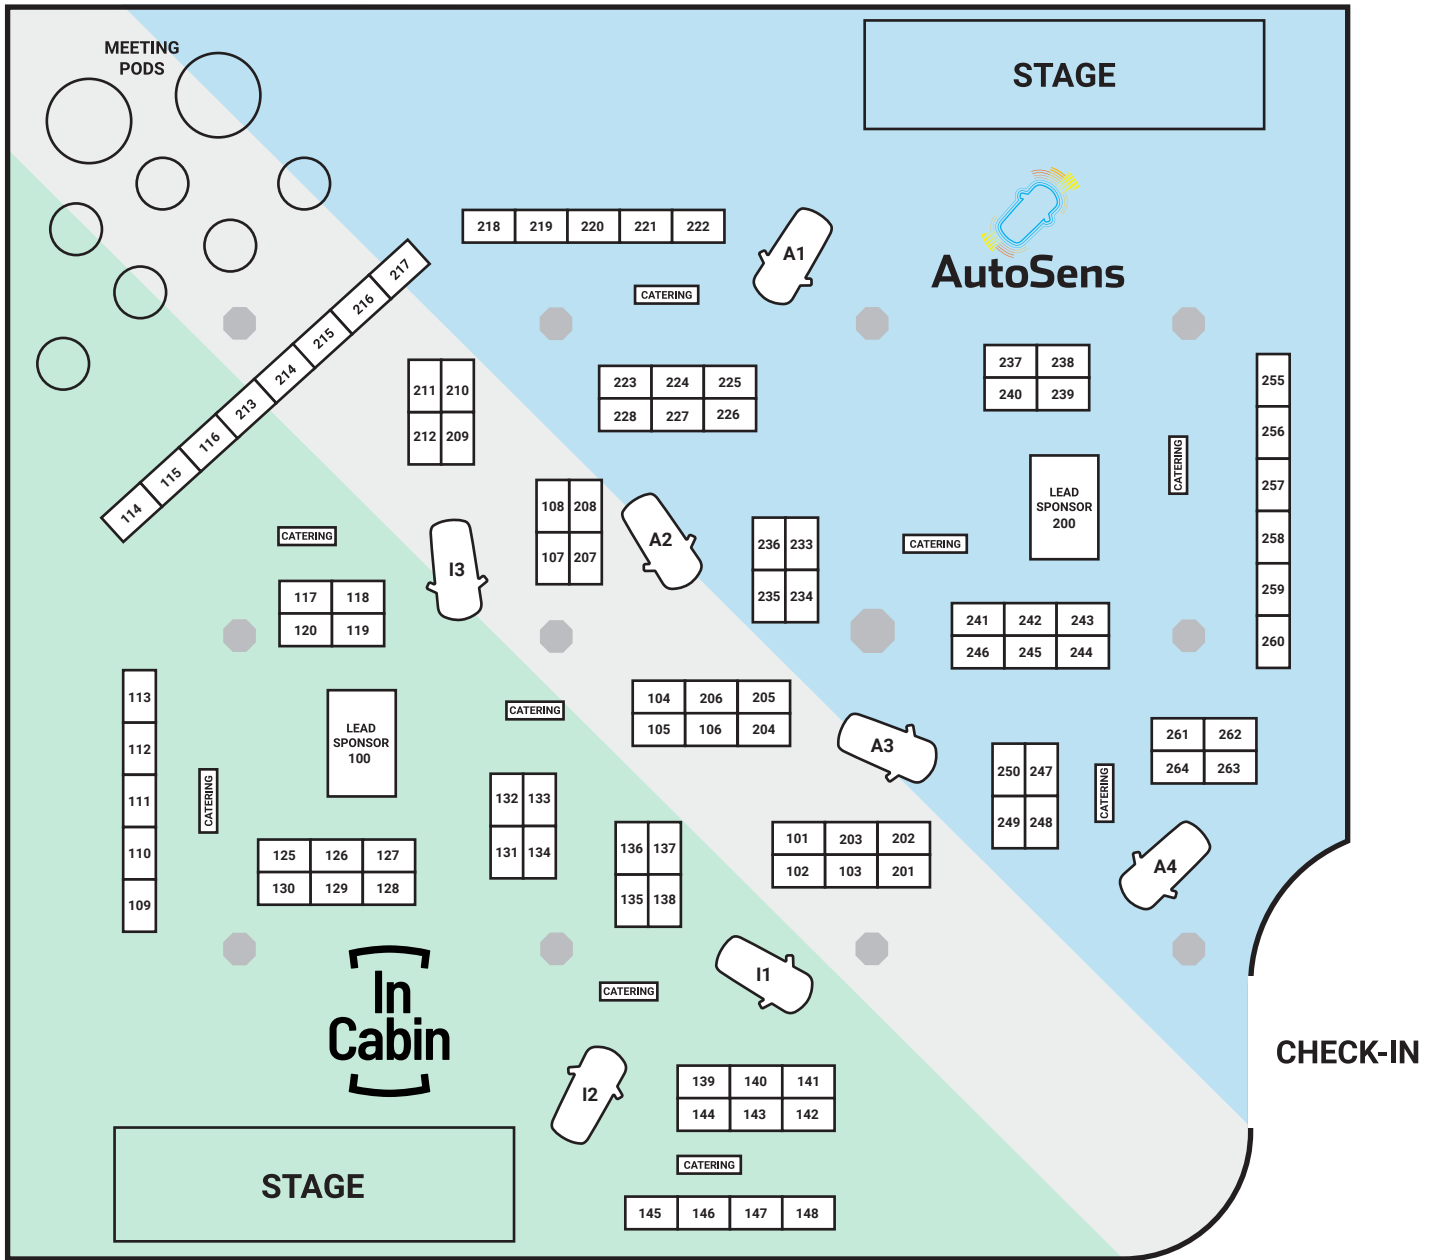 MEETING
PODS
STAGE
AutoSens
218 219 220 221 222
A1
CATERING
217
216
215
214
213
116
115
114
211 210
212 209
223 224 225
228 227 226
237 238
240 239
255
256
257
258
259
260
CATERING
LEAD
SPONSOR
200
CATERING
108 208
107 207
A2
236 233
235 234
I3
CATERING
117 118
120 119
241 242 243
246 245 244
113
112
111
110
109
LEAD
SPONSOR
100
CATERING
CATERING
104 206 205
105 106 204
A3
261 262
264 263
250 247
249 248
CATERING
132 133
131 134
136 137
135 138
101 203 202
102 103 201
A4
125 126 127
130 129 128
In
Cabin
I1
CATERING
CHECK-IN
I2
139 140 141
144 143 142
CATERING
STAGE
145 146 147 148